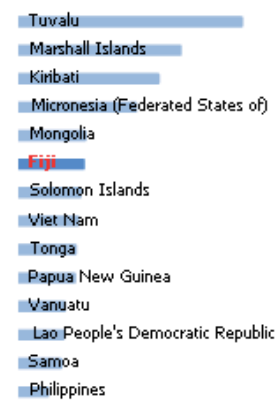 Tuvalu
Marshall Islands
Kiribati
Micronesia (Federated States of)
Mongolia
Fiji
Solomon Islands
Viet Nam
Tonga
Papua New Guinea
Vanuatu
Lao People's Democratic Republic
Samoa
Philippines